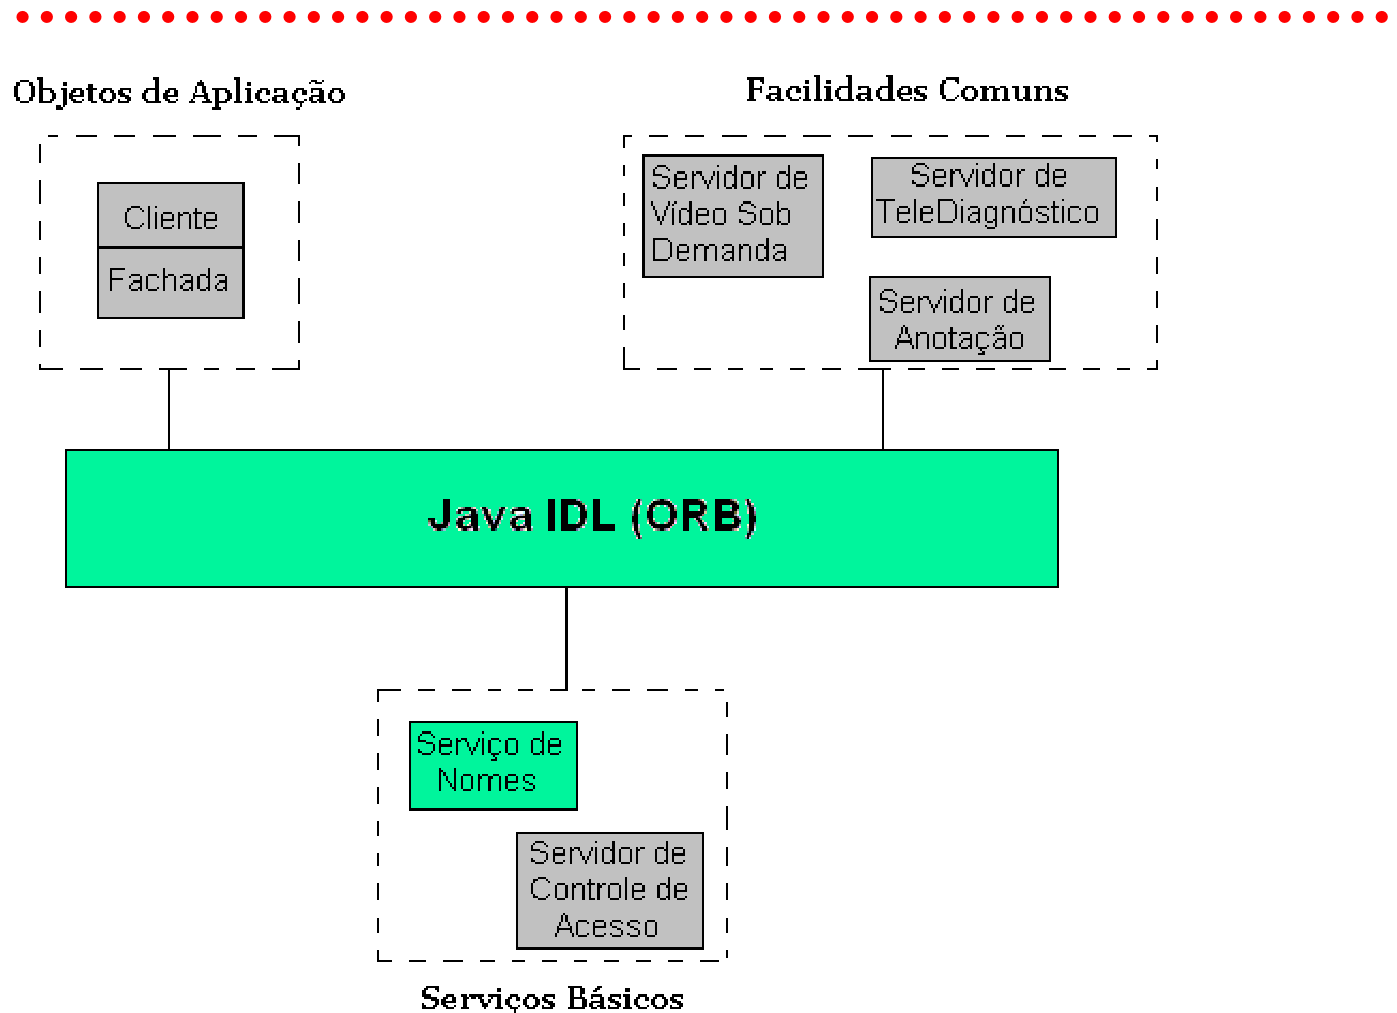 Objetos de Aplicação
Facilidades Comuns
Cliente
Fachada
Servidor de
Vídeo Sob
Demanda
Servidor de
TeleDiagnóstico
Servidor de
Anotação
Java IDL (ORB)
Serviço de
Nomes
Servidor de
Controle de
Acesso
Serviços Básicos